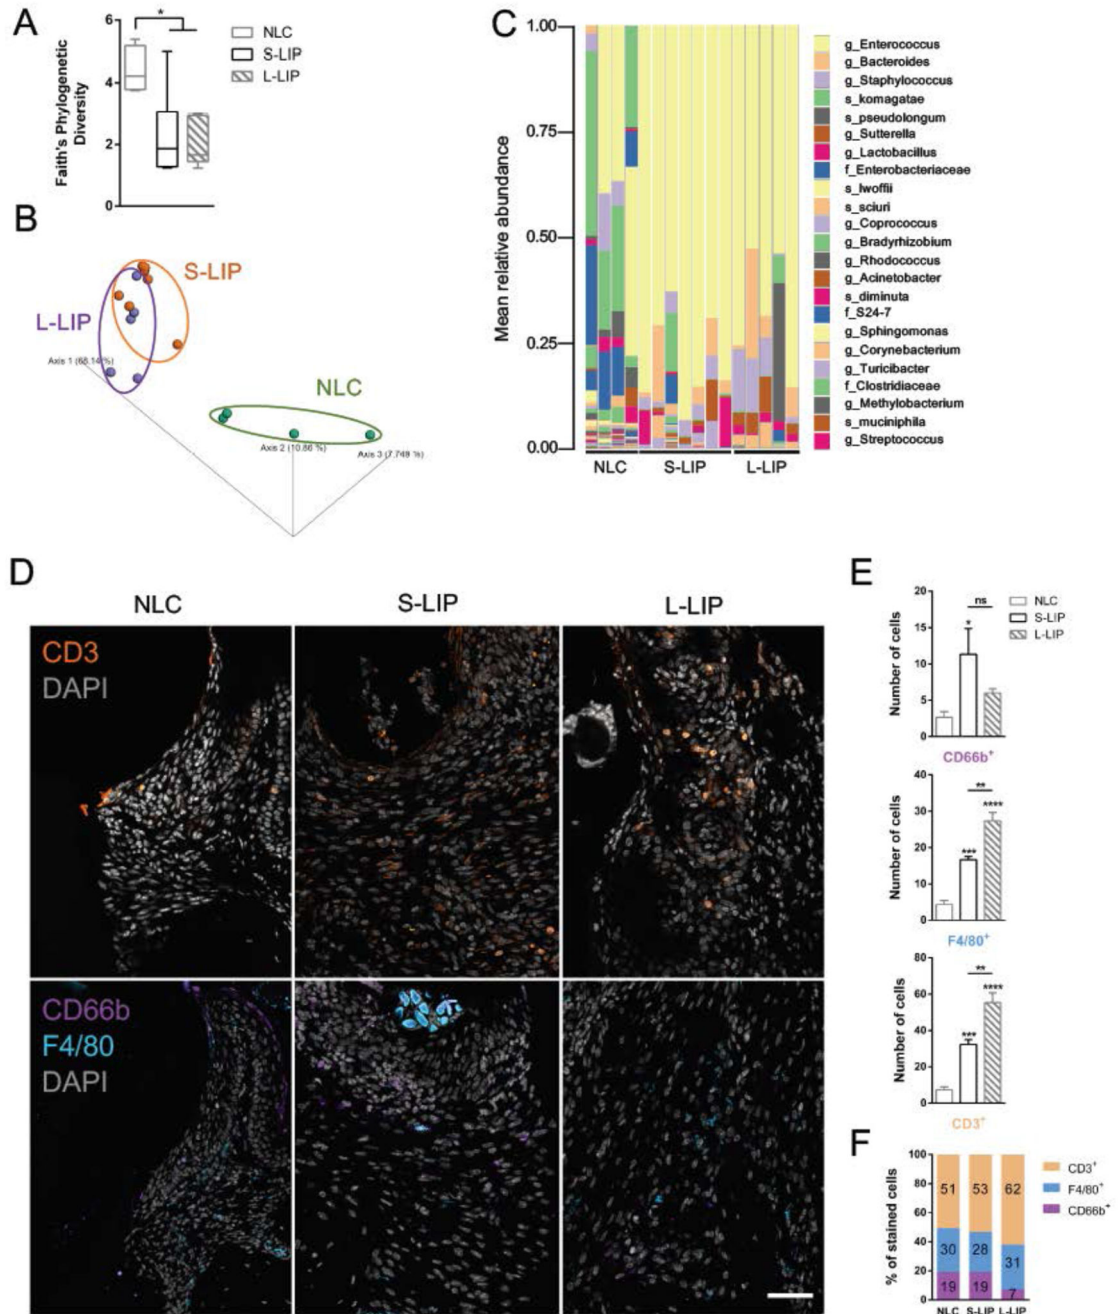 A
6
4
2
0
Faith's Phylogenetic
Diversity
*
NLC
S-LIP
L-LIP
B
S-LIP
L-LIP
NLC
Axis 1 (68.14 %)
Axis 2 (10.86 %)
Axis 3 (7.749 %)
C
Mean relative abundance
1.00
0.75
0.50
0.25
0.00
NLC S-LIP L-LIP
g_Enterococcus
g_Bacteroides
g_Staphylococcus
s_komagatae
s_pseudolongum
g_Sutterella
g_Lactobacillus
f_Enterobacteriaceae
s_lwoffii
s_sciuri
g_Coprococcus
g_Bradyrhizobium
g_Rhodococcus
g_Acinetobacter
s_diminuta
f_S24-7
g_Sphingomonas
g_Corynebacterium
g_Turicibacter
f_Clostridiaceae
g_Methylobacterium
s_muciniphila
g_Streptococcus
D
NLC S-LIP L-LIP
CD3
DAPI
CD66b
F4/80
DAPI
E
Number of cells
20
15
10
5
0
*
ns
NLC
S-LIP
L-LIP
CD66b+
Number of cells
40
30
20
10
0
***
**
****
F4/80+
Number of cells
80
60
40
20
0
***
**
****
CD3+
F
% of stained cells
100
80
60
40
20
0
51 53 62
30 28 31
19 19 7
NLC S-LIP L-LIP
CD3+
F4/80+
CD66b+